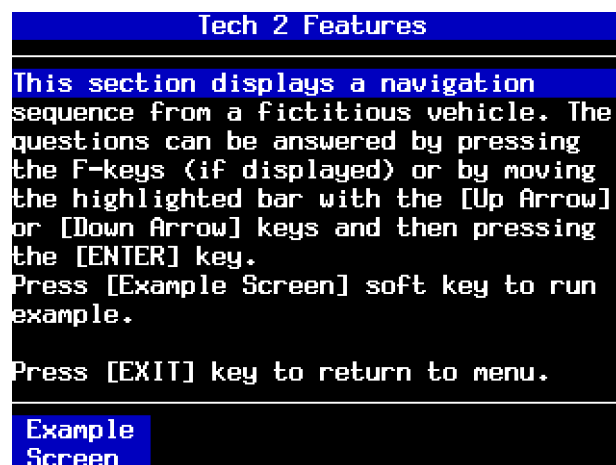 Tech 2 Features
This section displays a navigation
sequence from a fictitious vehicle. The
questions can be answered by pressing
the F-keys (if displayed) or by moving
the highlighted bar with the [Up Arrow]
or [Down Arrow] keys and then pressing
the [ENTER] key.
Press [Example Screen] soft key to run
example.
Press [EXIT] key to return to menu.
Example
Screen